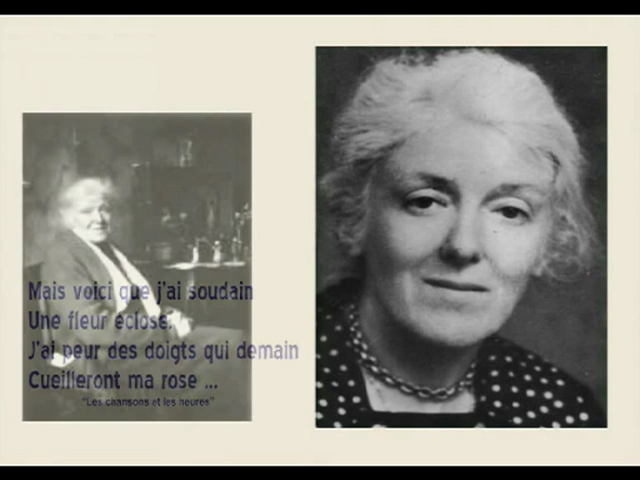 Mais voici que j'ai soudain
Une fleur éclose.
J'ai peur des doigts qui demain
Cueilleront ma rose ...
"Les chansons et les heures"